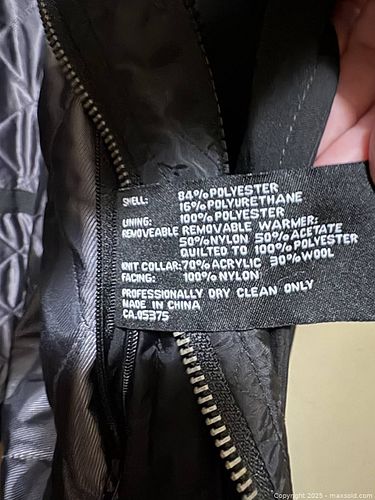 SHELL: 84% POLYESTER
16% POLYURETHANE
LINING: 100% POLYESTER
REMOVEABLE REMOVABLE WARMER:
50% NYLON 50% ACETATE
QUILTED TO 100% POLYESTER
KNIT COLLAR: 70% ACRYLIC 30% WOOL
FACING: 100% NYLON
PROFESSIONALLY DRY CLEAN ONLY
MADE IN CHINA
CA.05375
Copyright 2025 - maxsold.com